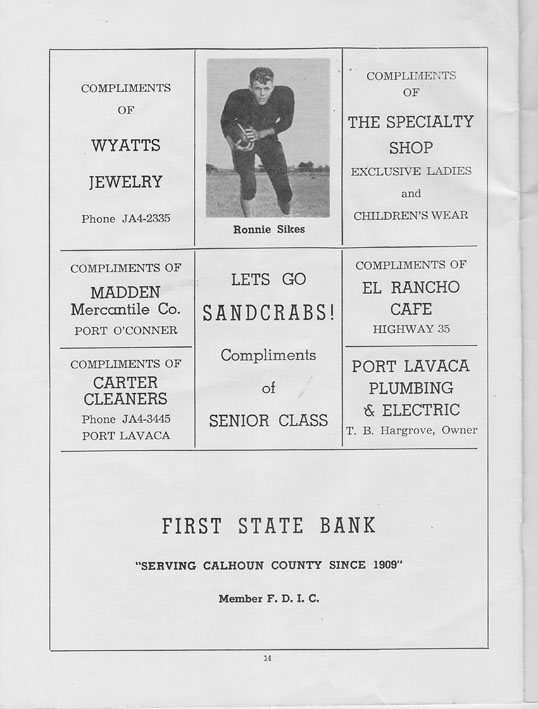 COMPLIMENTS
OF
WYATTS
JEWELRY
Phone JA4-2335
Ronnie Sikes
COMPLIMENTS
OF
THE SPECIALTY
SHOP
EXCLUSIVE LADIES
and
CHILDREN'S WEAR
COMPLIMENTS OF
MADDEN
Mercantile Co.
PORT O'CONNER
COMPLIMENTS OF
CARTER
CLEANERS
Phone JA4-3445
PORT LAVACA
LETS GO
SANDCRABS!
Compliments
of
SENIOR CLASS
COMPLIMENTS OF
EL RANCHO
CAFE
HIGHWAY 35
PORT LAVACA
PLUMBING
& ELECTRIC
T. B. Hargrove, Owner
FIRST STATE BANK
"SERVING CALHOUN COUNTY SINCE 1909"
Member F. D. I. C.
14